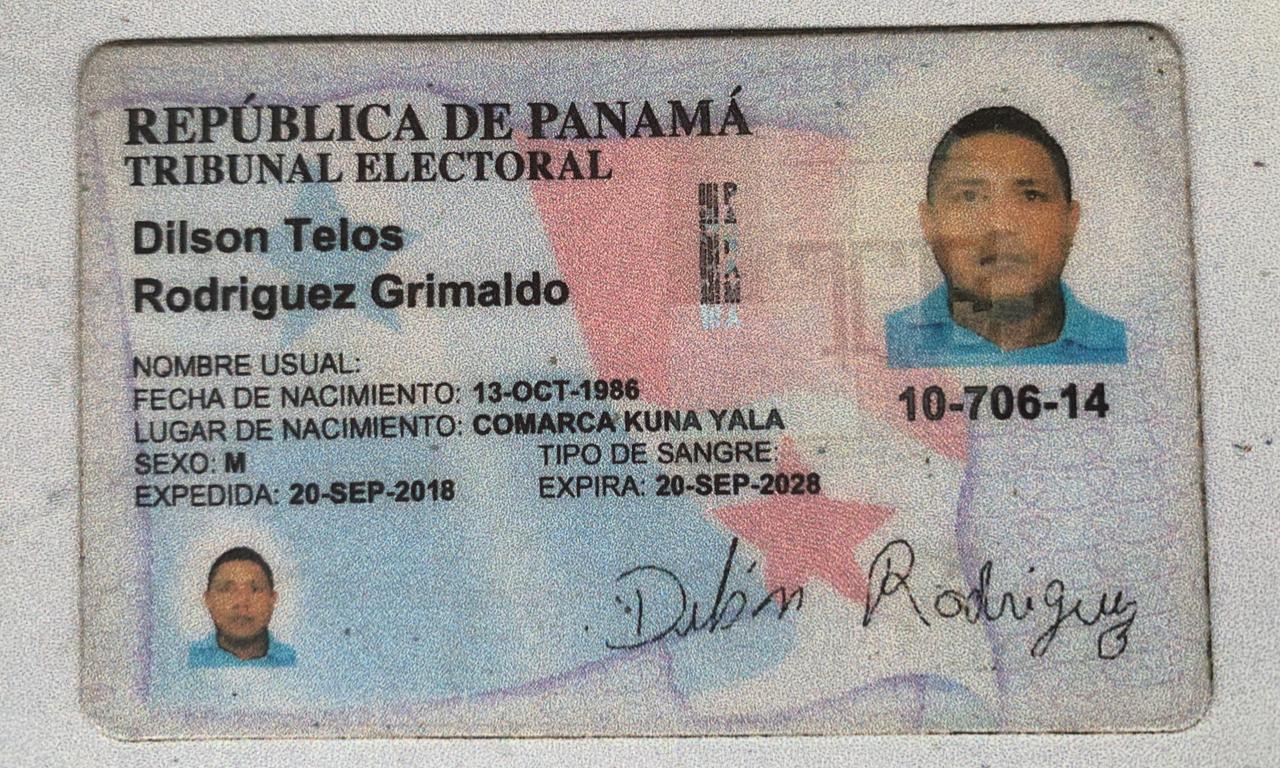 REPÚBLICA DE PANAMÁ
TRIBUNAL ELECTORAL
Dilson Telos
Rodriguez Grimaldo
NOMBRE USUAL:
FECHA DE NACIMIENTO: 13-OCT-1986
LUGAR DE NACIMIENTO: COMARCA KUNA YALA
SEXO: M TIPO DE SANGRE:
EXPEDIDA: 20-SEP-2018 EXPIRA: 20-SEP-2028
10-706-14
Rodriguez